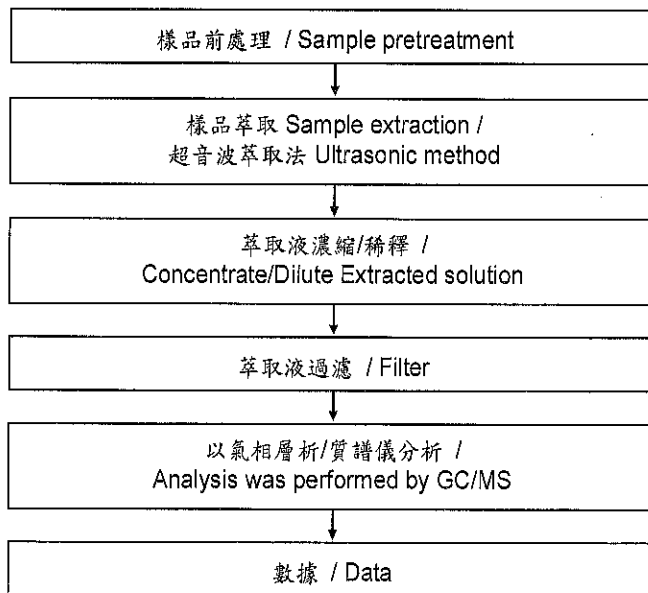 樣品前處理 / Sample pretreatment
樣品萃取 Sample extraction /
超音波萃取法 Ultrasonic method
萃取液濃縮/稀釋 /
Concentrate/Dilute Extracted solution
萃取液過濾 / Filter
以氣相層析/質譜儀分析 /
Analysis was performed by GC/MS
數據 / Data